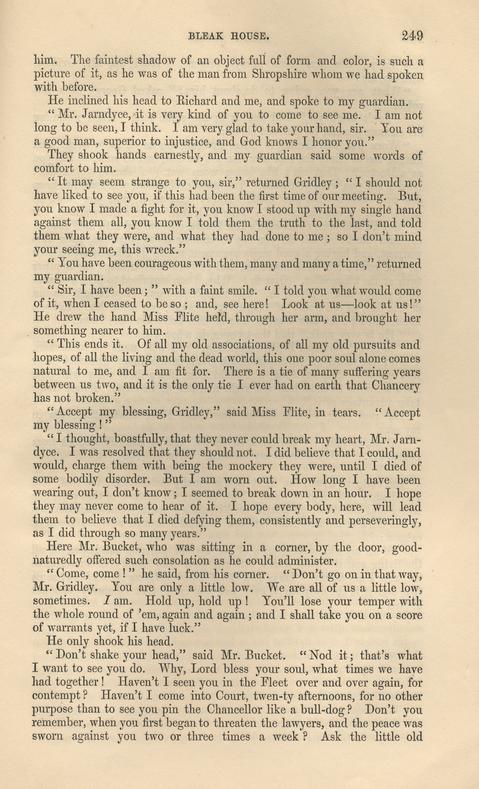 BLEAK HOUSE. 249
him. The faintest shadow of an object full of form and color, is such a
picture of it, as he was of the man from Shropshire whom we had spoken
with before.
He inclined his head to Richard and me, and spoke to my guardian.
“Mr. Jarndyce, it is very kind of you to come to see me. I am not
long to be seen, I think. I am very glad to take your hand, sir. You are
a good man, superior to injustice, and God knows I honor you.”
They shook hands earnestly, and my guardian said some words of
comfort to him.
“It may seem strange to you, sir,” returned Gridley; “I should not
have liked to see you, if this had been the first time of our meeting. But,
you know I made a fight for it, you know I stood up with my single hand
against them all, you know I told them the truth to the last, and told
them what they were, and what they had done to me; so I don't mind
your seeing me, this wreck.”
“You have been courageous with them, many and many a time,” returned
my guardian.
“Sir, I have been;” with a faint smile. “I told you what would come
of it, when I ceased to be so; and, see here! Look at us—look at us!”
He drew the hand Miss Flite held, through her arm, and brought her
something nearer to him.
“This ends it. Of all my old associations, of all my old pursuits and
hopes, of all the living and the dead world, this one poor soul alone comes
natural to me, and I am fit for. There is a tie of many suffering years
between us two, and it is the only tie I ever had on earth that Chancery
has not broken.”
“Accept my blessing, Gridley,” said Miss Flite, in tears. “Accept
my blessing!”
“I thought, boastfully, that they never could break my heart, Mr. Jarn-
dyce. I was resolved that they should not. I did believe that I could, and
would, charge them with being the mockery they were, until I died of
some bodily disorder. But I am worn out. How long I have been
wearing out, I don't know; I seemed to break down in an hour. I hope
they may never come to hear of it. I hope every body, here, will lead
them to believe that I died defying them, consistently and perseveringly,
as I did through so many years.”
Here Mr. Bucket, who was sitting in a corner, by the door, good-
naturedly offered such consolation as he could administer.
“Come, come!” he said, from his corner. “Don't go on in that way,
Mr. Gridley. You are only a little low. We are all of us a little low,
sometimes. I am. Hold up, hold up! You'll lose your temper with
the whole round of 'em, again and again; and I shall take you on a score
of warrants yet, if I have luck.”
He only shook his head.
“Don't shake your head,” said Mr. Bucket. “Nod it; that's what
I want to see you do. Why, Lord bless your soul, what times we have
had together! Haven't I seen you in the Fleet over and over again, for
contempt? Haven't I come into Court, twen-ty afternoons, for no other
purpose than to see you pin the Chancellor like a bull-dog? Don't you
remember, when you first began to threaten the lawyers, and the peace was
sworn against you two or three times a week? Ask the little old